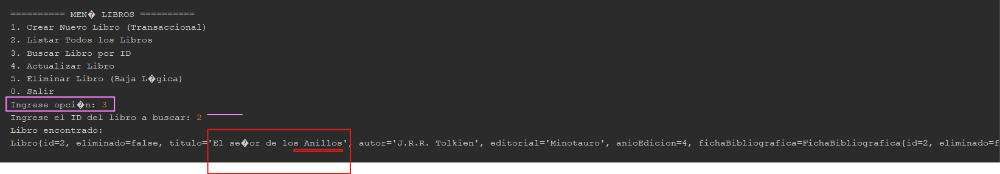 ========== MEN� LIBROS ==========
1. Crear Nuevo Libro (Transaccional)
2. Listar Todos los Libros
3. Buscar Libro por ID
4. Actualizar Libro
5. Eliminar Libro (Baja L�gica)
0. Salir
Ingrese opci�n: 3
Ingrese el ID del libro a buscar: 2
Libro encontrado:
Libro{id=2, eliminado=false, titulo='El se�or de los Anillos', autor='J.R.R. Tolkien', editorial='Minotauro', anioEdicion=4, fichaBibliografica=FichaBibliografica{id=2, eliminado=f